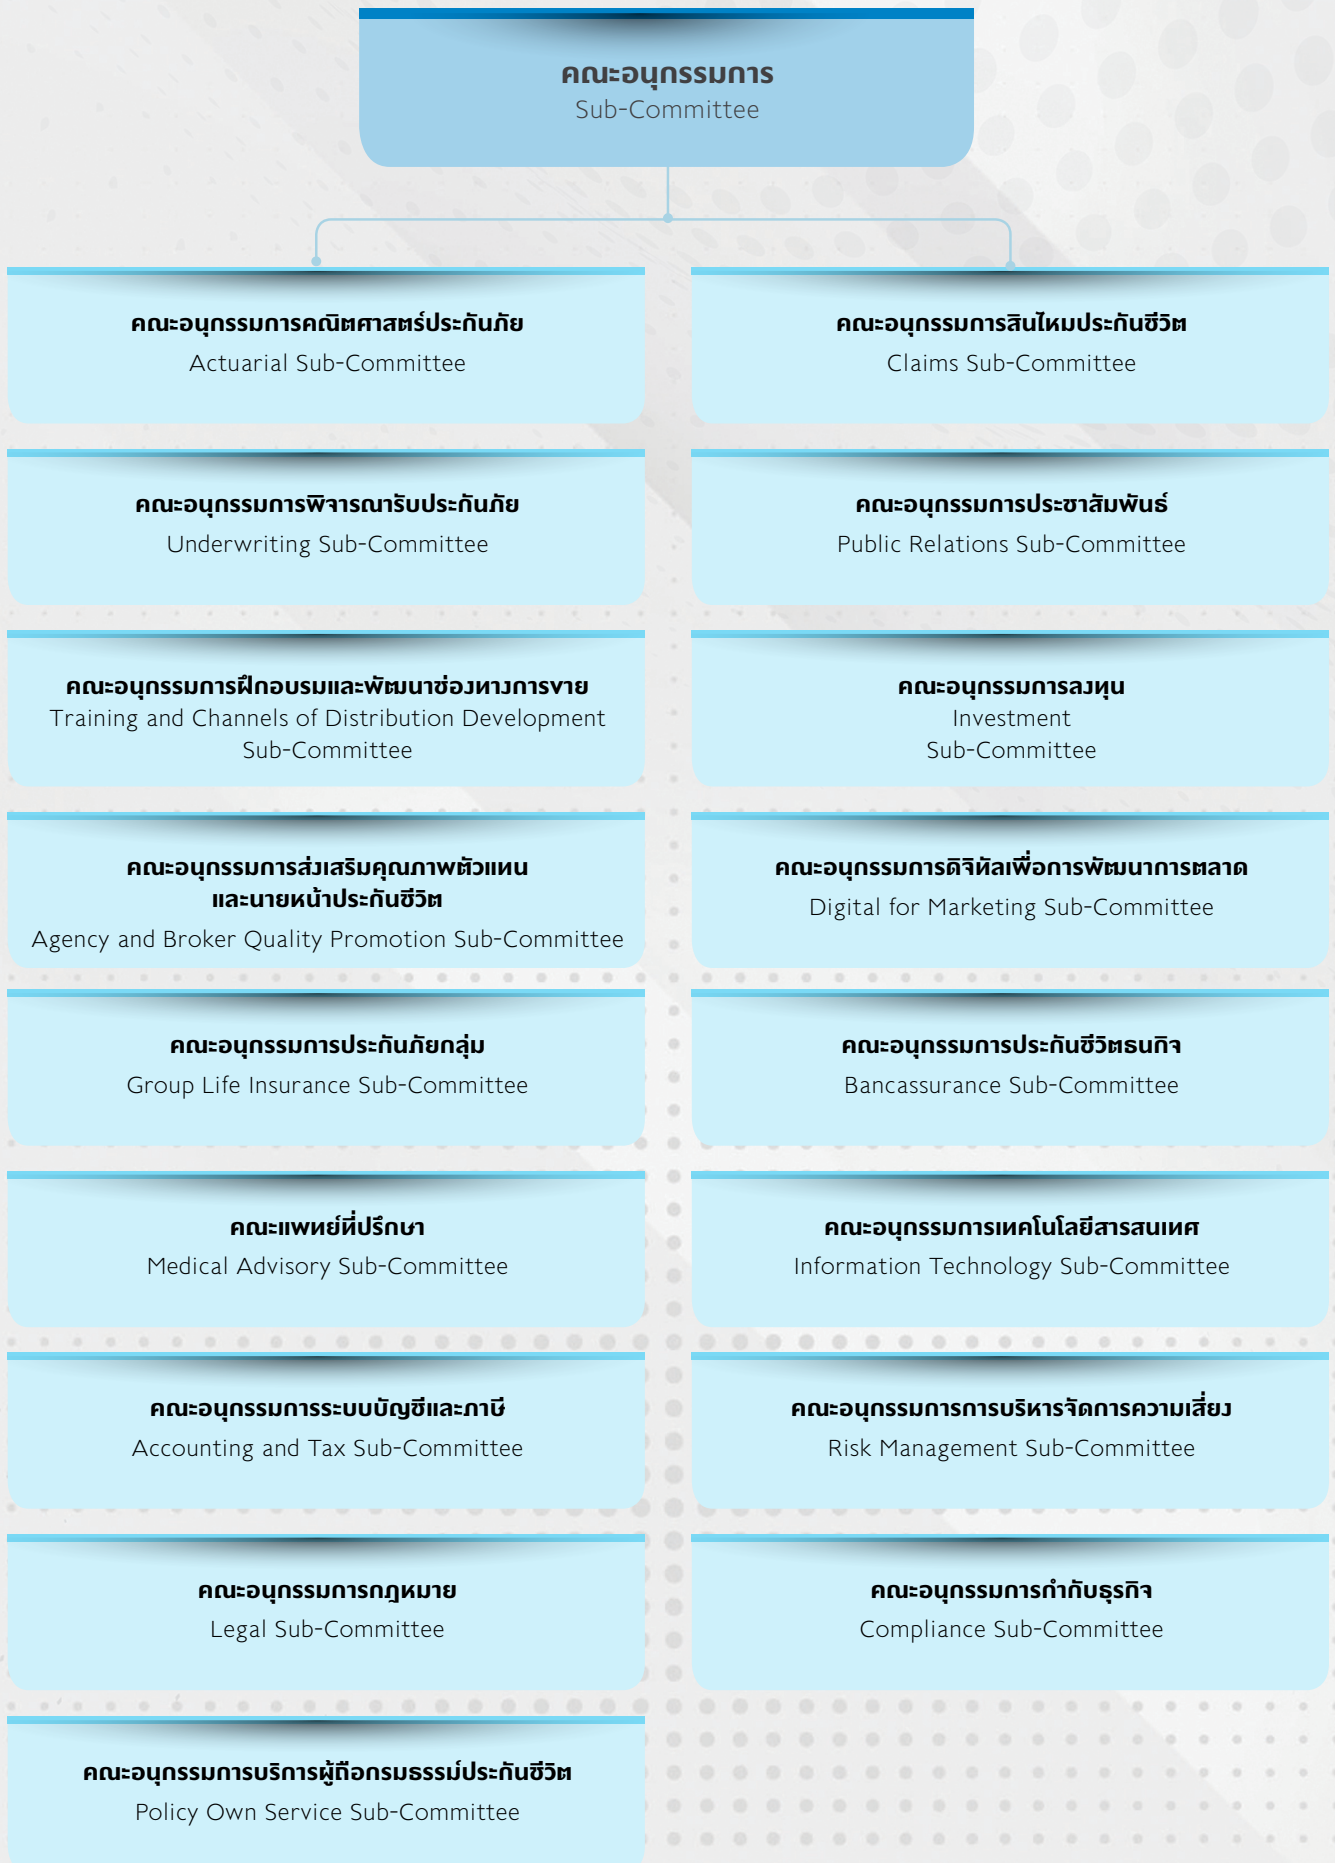 คณะอนุกรรมการ
Sub-Committee
คณะอนุกรรมการคณิตศาสตร์ประกันภัย
Actuarial Sub-Committee
คณะอนุกรรมการสินไหมประกันชีวิต
Claims Sub-Committee
คณะอนุกรรมการพิจารณารับประกันภัย
Underwriting Sub-Committee
คณะอนุกรรมการประชาสัมพันธ์
Public Relations Sub-Committee
คณะอนุกรรมการฝึกอบรมและพัฒนาช่องทางการขาย
Training and Channels of Distribution Development
Sub-Committee
คณะอนุกรรมการลงทุน
Investment
Sub-Committee
คณะอนุกรรมการส่งเสริมคุณภาพตัวแทน
และนายหน้าประกันชีวิต
Agency and Broker Quality Promotion Sub-Committee
คณะอนุกรรมการดิจิทัลเพื่อการพัฒนาการตลาด
Digital for Marketing Sub-Committee
คณะอนุกรรมการประกันภัยกลุ่ม
Group Life Insurance Sub-Committee
คณะอนุกรรมการประกันชีวิตธนกิจ
Bancassurance Sub-Committee
คณะแพทย์ที่ปรึกษา
Medical Advisory Sub-Committee
คณะอนุกรรมการเทคโนโลยีสารสนเทศ
Information Technology Sub-Committee
คณะอนุกรรมการระบบบัญชีและภาษี
Accounting and Tax Sub-Committee
คณะอนุกรรมการการบริหารจัดการความเสี่ยง
Risk Management Sub-Committee
คณะอนุกรรมการกฎหมาย
Legal Sub-Committee
คณะอนุกรรมการกำกับธุรกิจ
Compliance Sub-Committee
คณะอนุกรรมการบริการผู้ถือกรมธรรม์ประกันชีวิต
Policy Own Service Sub-Committee